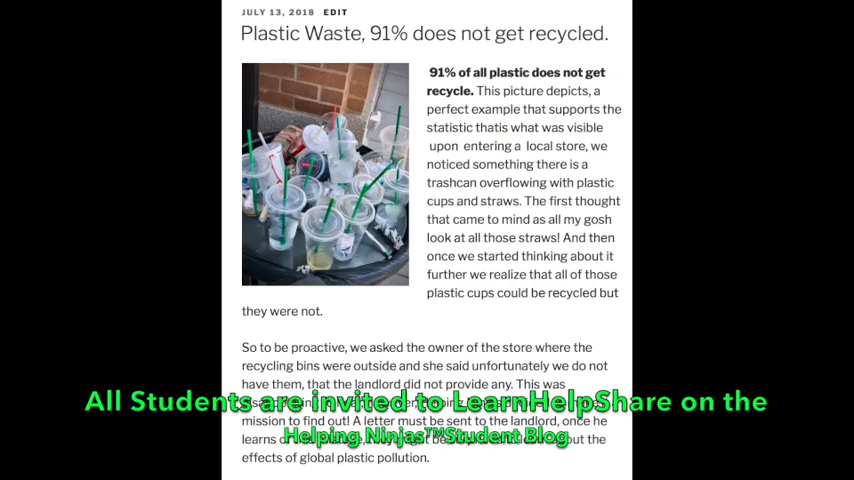 JULY 13, 2018 EDIT
Plastic Waste, 91% does not get recycled.
91% of all plastic does not get
recycle. This picture depicts, a
perfect example that supports the
statistic thatis what was visible
upon entering a local store, we
noticed something there is a
trashcan overflowing with plastic
cups and straws. The first thought
that came to mind as all my gosh
look at all those straws! And then
once we started thinking about it
further we realize that all of those
plastic cups could be recycled but
they were not.
So to be proactive, we asked the owner of the store where the
recycling bins were outside and she said unfortunately we do not
have them, that the landlord did not provide any. This was
All Students are invited to LearnHelpShare on the
mission to find out! A letter must be sent to the landlord, once he
Helping Ninjas™Student Blog
learns
out the
effects of global plastic pollution.